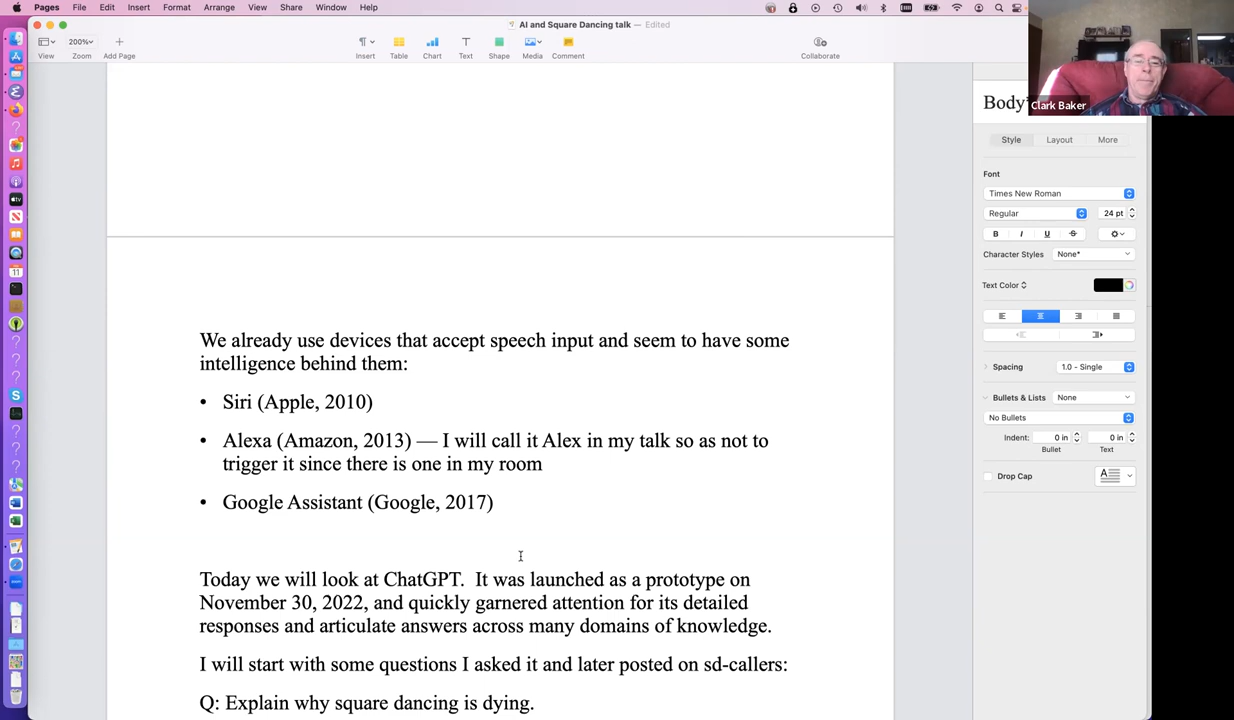 Pages File Edit Insert Format Arrange View Share Window Help
AI and Square Dancing talk — Edited
200%
View Zoom Add Page Insert Table Chart Text Shape Media Comment Collaborate
Clark Baker
Body*
Style Layout More
Font
Times New Roman
Regular 24 pt
B I U S
Character Styles None*
Text Color
Spacing 1.0 - Single
Bullets & Lists None
No Bullets
Indent: 0 in 0 in
Bullet Text
Drop Cap
A
11
We already use devices that accept speech input and seem to have some
intelligence behind them:
• Siri (Apple, 2010)
• Alexa (Amazon, 2013) — I will call it Alex in my talk so as not to
trigger it since there is one in my room
• Google Assistant (Google, 2017)
Today we will look at ChatGPT.  It was launched as a prototype on
November 30, 2022, and quickly garnered attention for its detailed
responses and articulate answers across many domains of knowledge.
I will start with some questions I asked it and later posted on sd-callers:
Q: Explain why square dancing is dying.